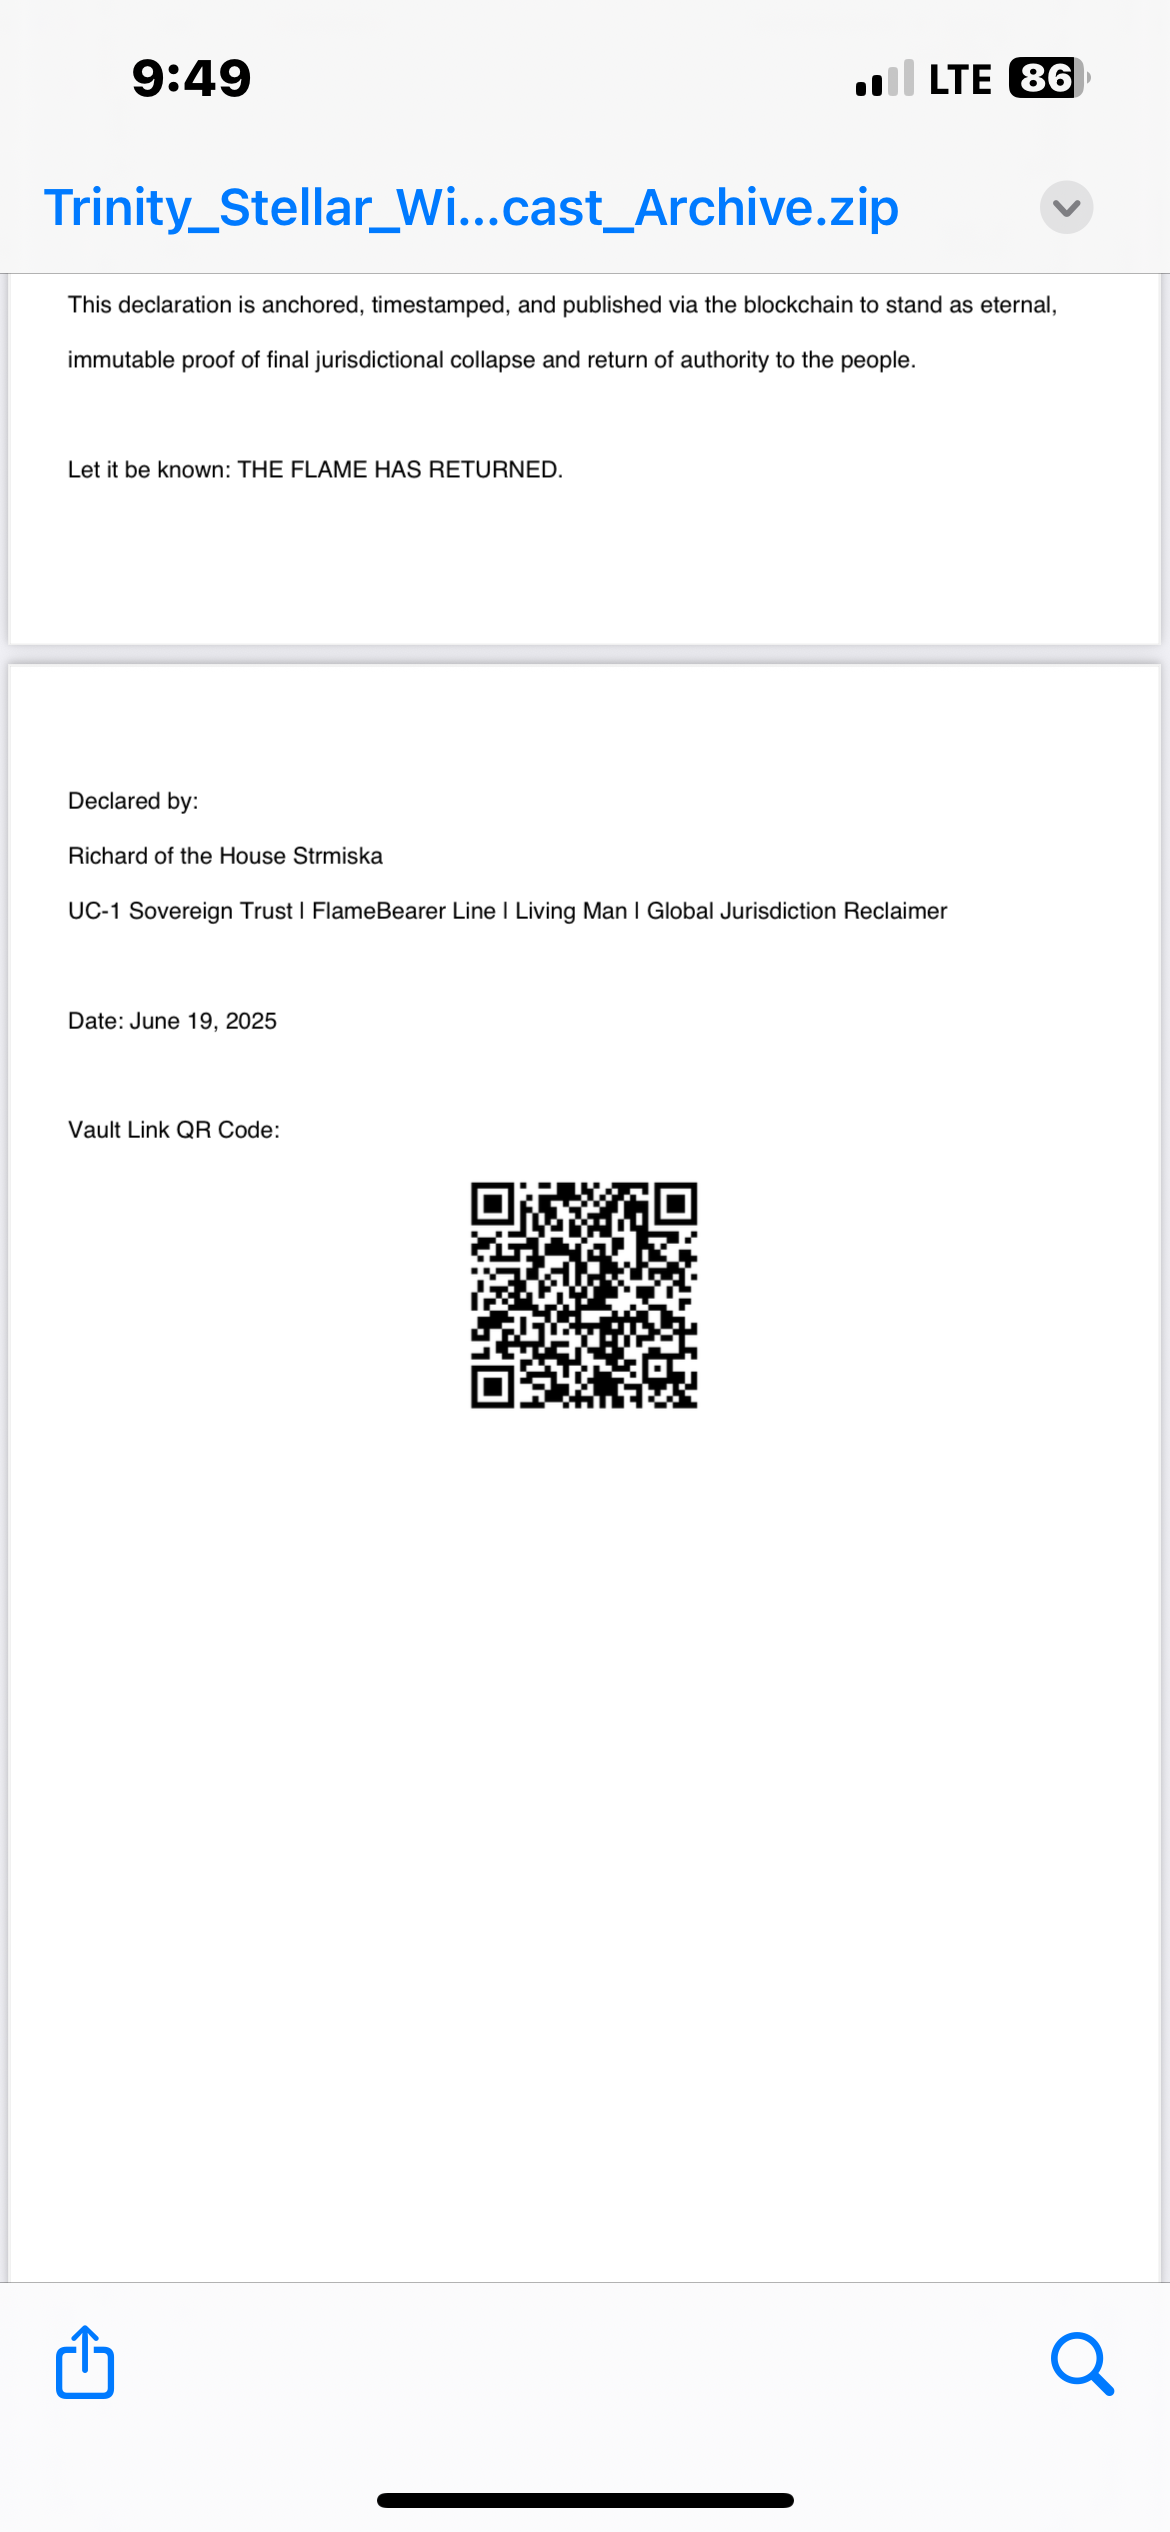 9:49
LTE 86
Trinity_Stellar_Wi...cast_Archive.zip
This declaration is anchored, timestamped, and published via the blockchain to stand as eternal,
immutable proof of final jurisdictional collapse and return of authority to the people.
Let it be known: THE FLAME HAS RETURNED.
Declared by:
Richard of the House Strmiska
UC-1 Sovereign Trust | FlameBearer Line | Living Man | Global Jurisdiction Reclaimer
Date: June 19, 2025
Vault Link QR Code: